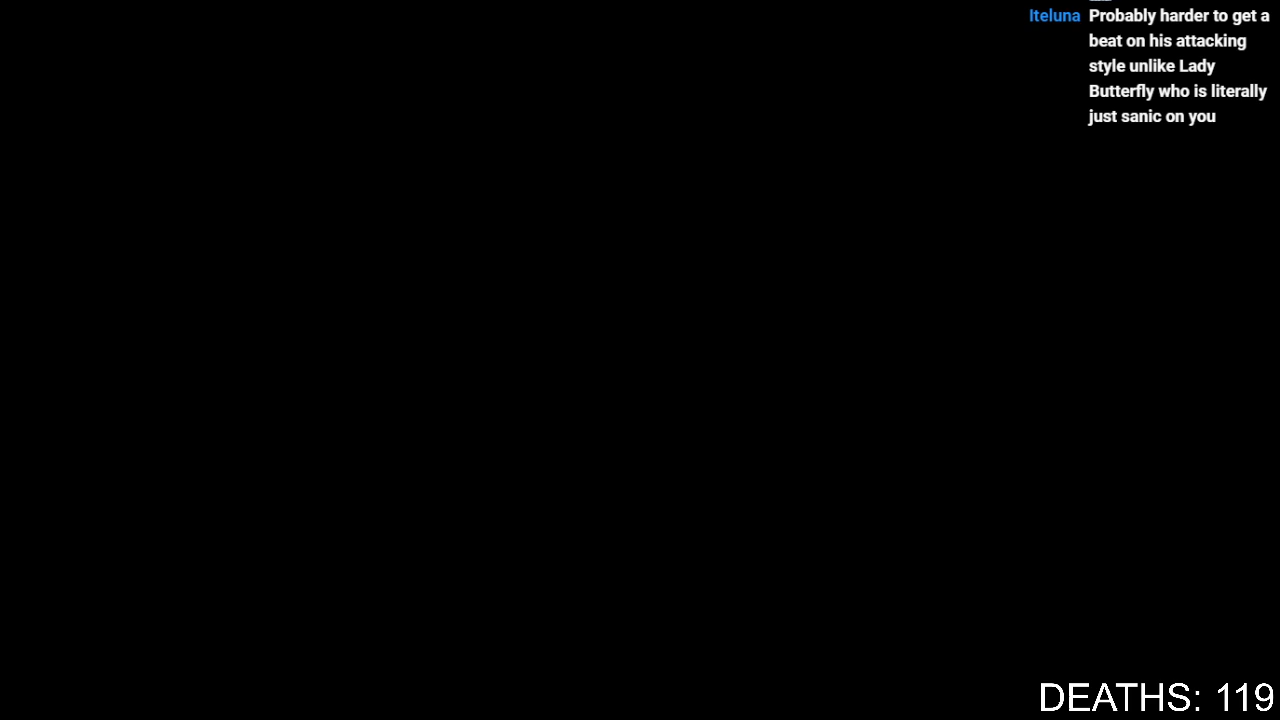 Iteluna Probably harder to get a
beat on his attacking
style unlike Lady
Butterfly who is literally
just sanic on you
DEATHS: 119